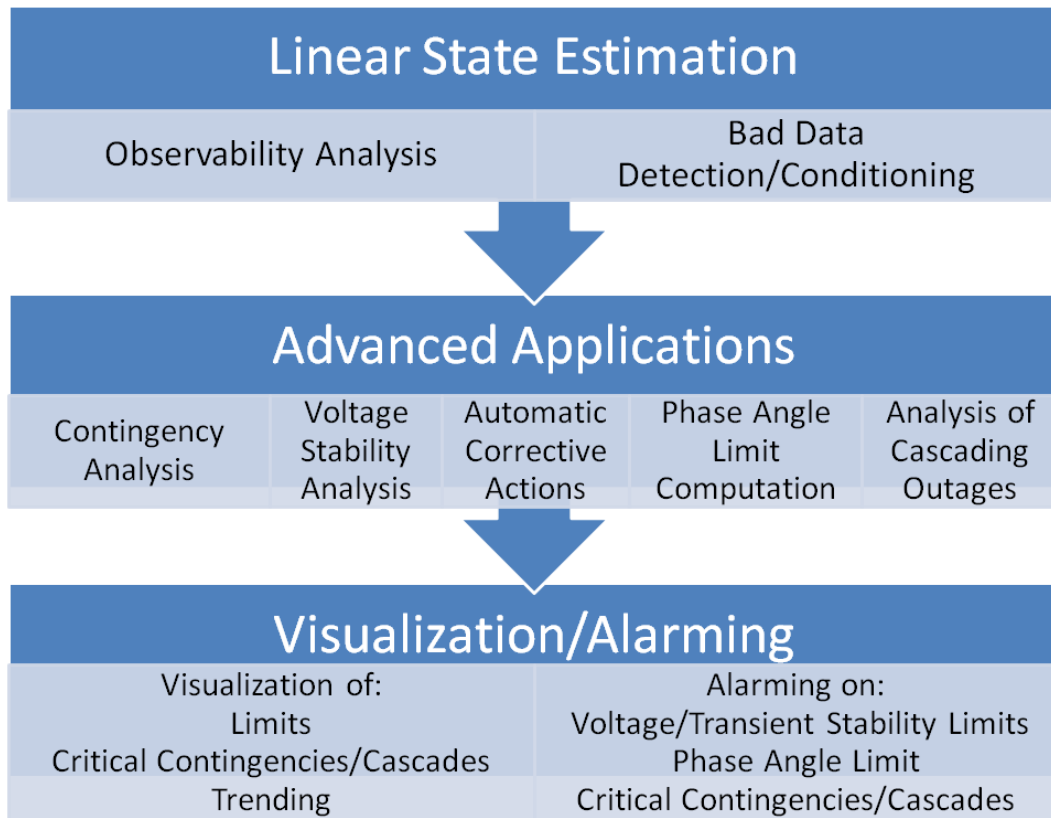 Linear State Estimation
Observability Analysis
Bad Data
Detection/Conditioning
Advanced Applications
Contingency
Analysis
Voltage
Stability
Analysis
Automatic
Corrective
Actions
Phase Angle
Limit
Computation
Analysis of
Cascading
Outages
Visualization/Alarming
Visualization of:
Limits
Critical Contingencies/Cascades
Trending
Alarming on:
Voltage/Transient Stability Limits
Phase Angle Limit
Critical Contingencies/Cascades